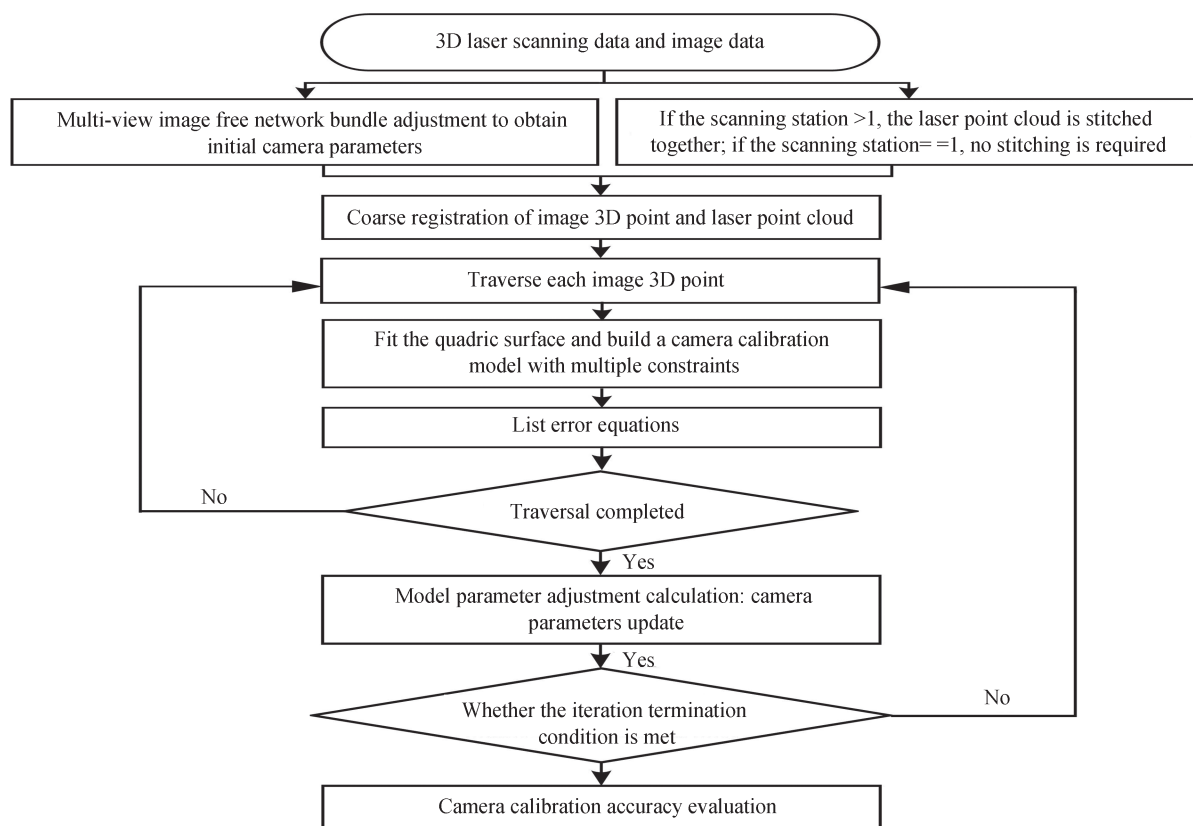 3D laser scanning data and image data
Multi-view image free network bundle adjustment to obtain
initial camera parameters
If the scanning station >1, the laser point cloud is stitched
together; if the scanning station= =1, no stitching is required
Coarse registration of image 3D point and laser point cloud
Traverse each image 3D point
Fit the quadric surface and build a camera calibration
model with multiple constraints
List error equations
No
Traversal completed
Yes
Model parameter adjustment calculation: camera
parameters update
Yes
No
Whether the iteration termination
condition is met
Camera calibration accuracy evaluation